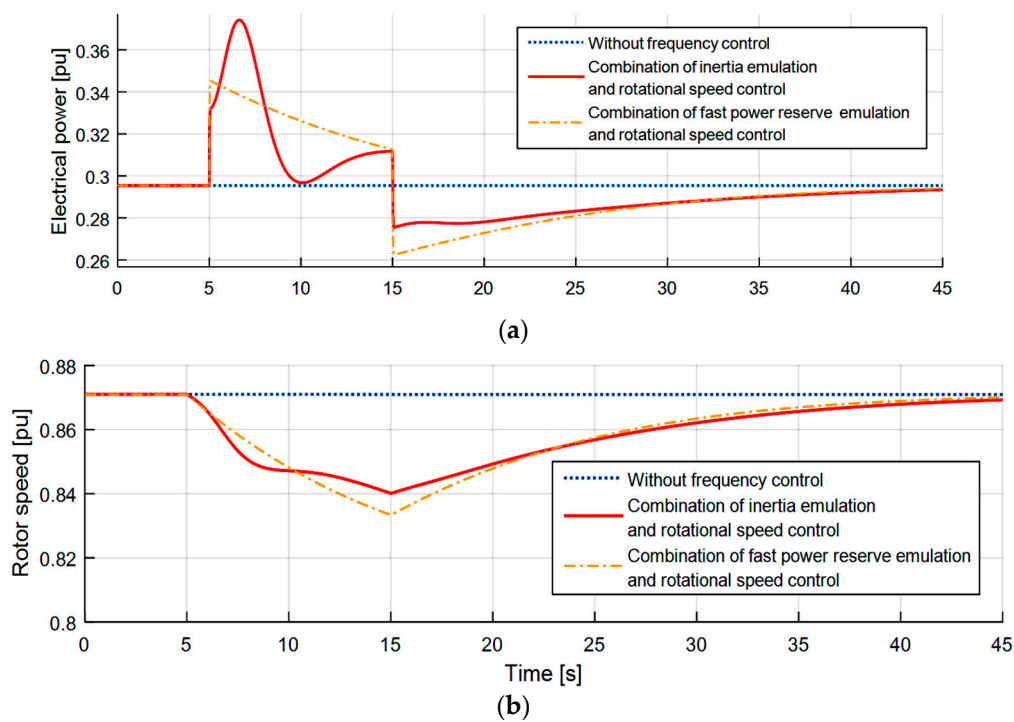 Electrical power [pu]
0.36
0.34
0.32
0.3
0.28
0.26
Without frequency control
Combination of inertia emulation
and rotational speed control
Combination of fast power reserve emulation
and rotational speed control
0 5 10 15 20 25 30 35 40 45
(a)
Rotor speed [pu]
0.88
0.86
0.84
0.82
0.8
Without frequency control
Combination of inertia emulation
and rotational speed control
Combination of fast power reserve emulation
and rotational speed control
0 5 10 15 20 25 30 35 40 45
Time [s]
(b)